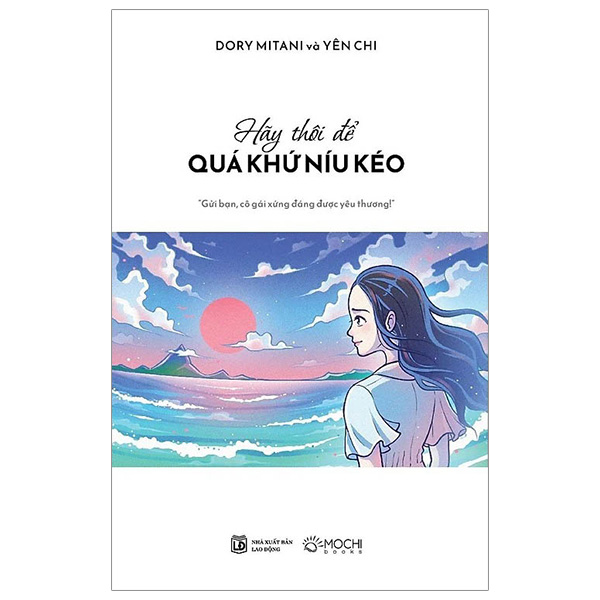 DORY MITANI và YÊN CHI
Hãy thôi để
QUÁ KHỨ NÍU KÉO
"Gửi bạn, cô gái xứng đáng được yêu thương!"
LĐ
NHÀ XUẤT BẢN
LAO ĐỘNG
MOCHI
books